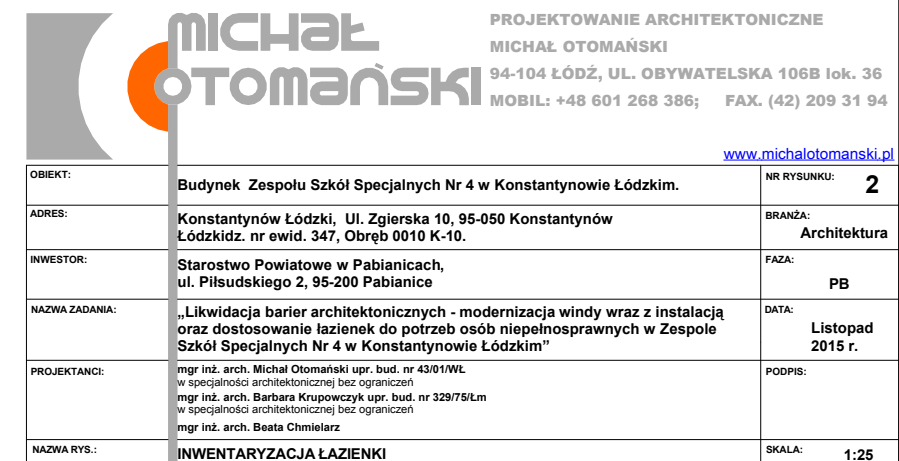 MICHAŁ
OTOMAŃSKI
PROJEKTOWANIE ARCHITEKTONICZNE
MICHAŁ OTOMAŃSKI
94-104 ŁÓDŹ, UL. OBYWATELSKA 106B lok. 36
MOBIL: +48 601 268 386; FAX. (42) 209 31 94
www.michalotomanski.pl
OBIEKT:
Budynek Zespołu Szkół Specjalnych Nr 4 w Konstantynowie Łódzkim.
NR RYSUNKU: 2
ADRES:
Konstantynów Łódzki, Ul. Zgierska 10, 95-050 Konstantynów
Łódzkidz. nr ewid. 347, Obręb 0010 K-10.
BRANŻA:
Architektura
INWESTOR:
Starostwo Powiatowe w Pabianicach,
ul. Piłsudskiego 2, 95-200 Pabianice
FAZA:
PB
NAZWA ZADANIA:
„Likwidacja barier architektonicznych - modernizacja windy wraz z instalacją
oraz dostosowanie łazienek do potrzeb osób niepełnosprawnych w Zespole
Szkół Specjalnych Nr 4 w Konstantynowie Łódzkim”
DATA:
Listopad
2015 r.
PROJEKTANCI:
mgr inż. arch. Michał Otomański upr. bud. nr 43/01/WŁ
w specjalności architektonicznej bez ograniczeń
mgr inż. arch. Barbara Krupowczyk upr. bud. nr 329/75/Łm
w specjalności architektonicznej bez ograniczeń
mgr inż. arch. Beata Chmielarz
PODPIS:
NAZWA RYS.:
INWENTARYZACJA ŁAZIENKI
SKALA: 1:25